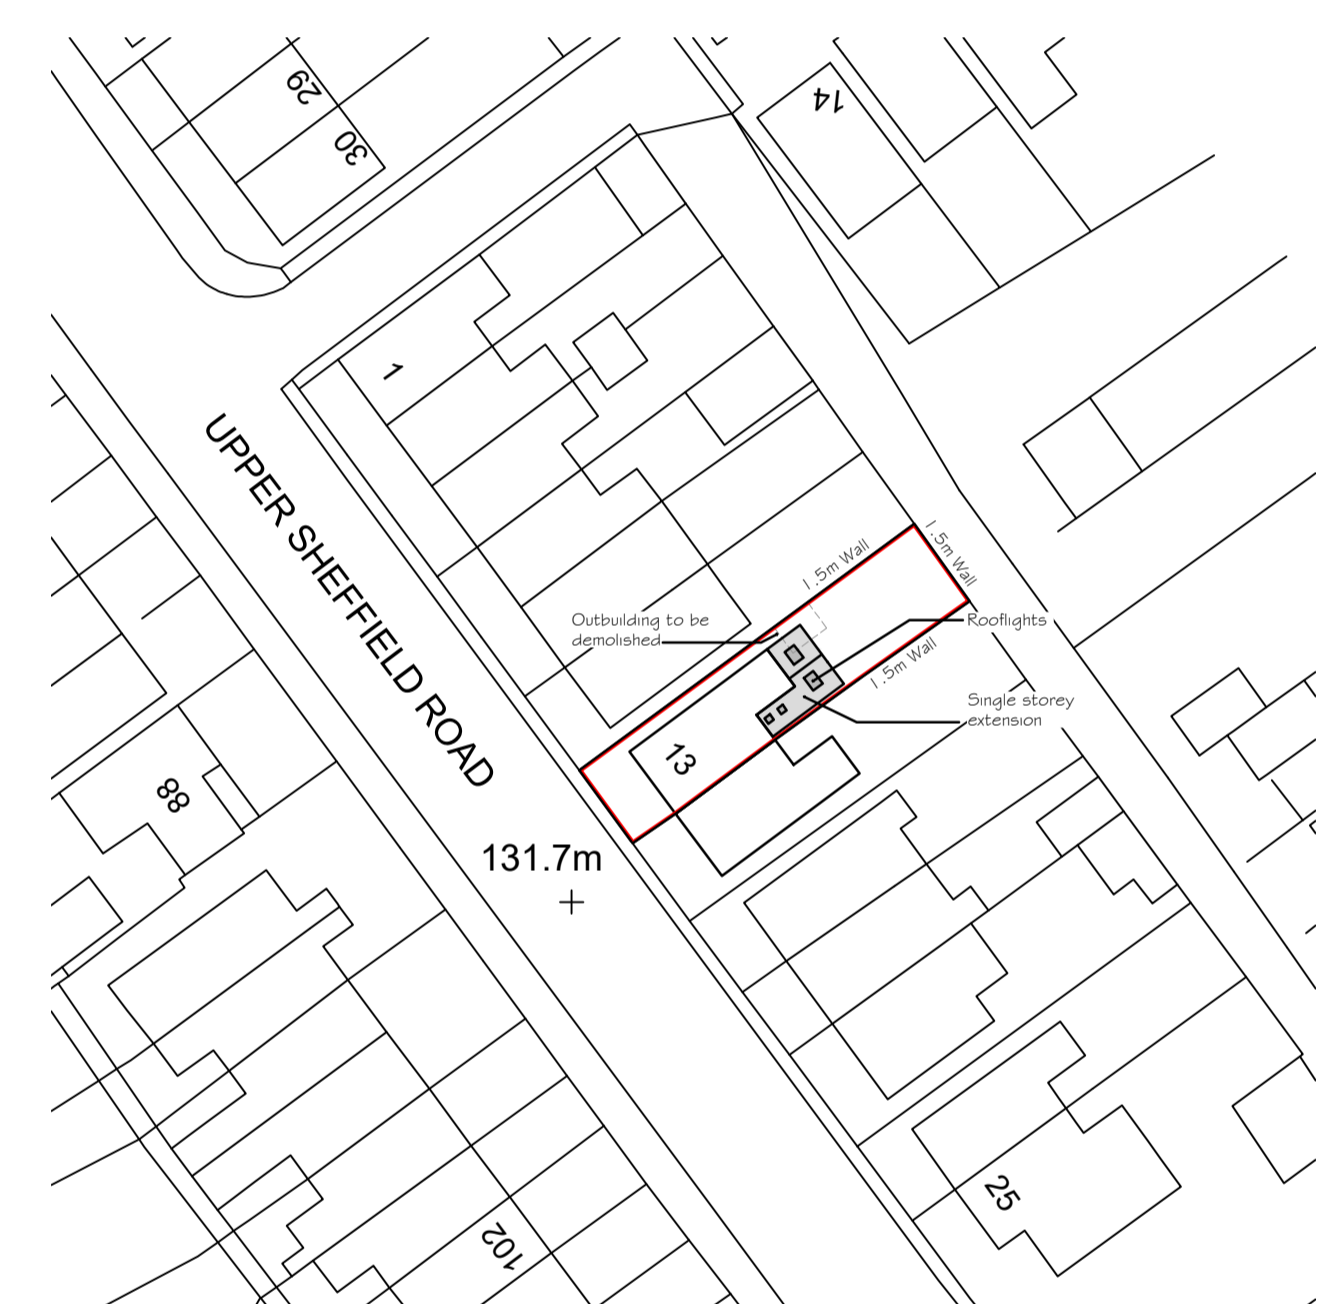 29
30
14
1
UPPER SHEFFIELD ROAD
1.5m Wall
1.5m Wall
Outbuilding to be
demolished
Rooflights
1.5m Wall
Single storey
extension
13
88
131.7m
25
102